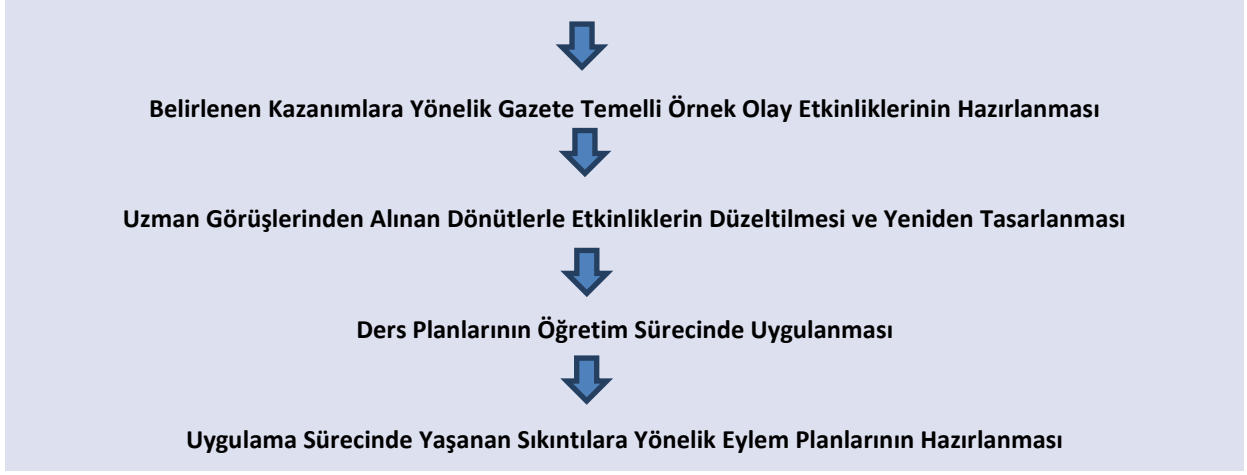 Belirlenen Kazanımlara Yönelik Gazete Temelli Örnek Olay Etkinliklerinin Hazırlanması
Uzman Görüşlerinden Alınan Dönütlerle Etkinliklerin Düzeltilmesi ve Yeniden Tasarlanması
Ders Planlarının Öğretim Sürecinde Uygulanması
Uygulama Sürecinde Yaşanan Sıkıntılara Yönelik Eylem Planlarının Hazırlanması